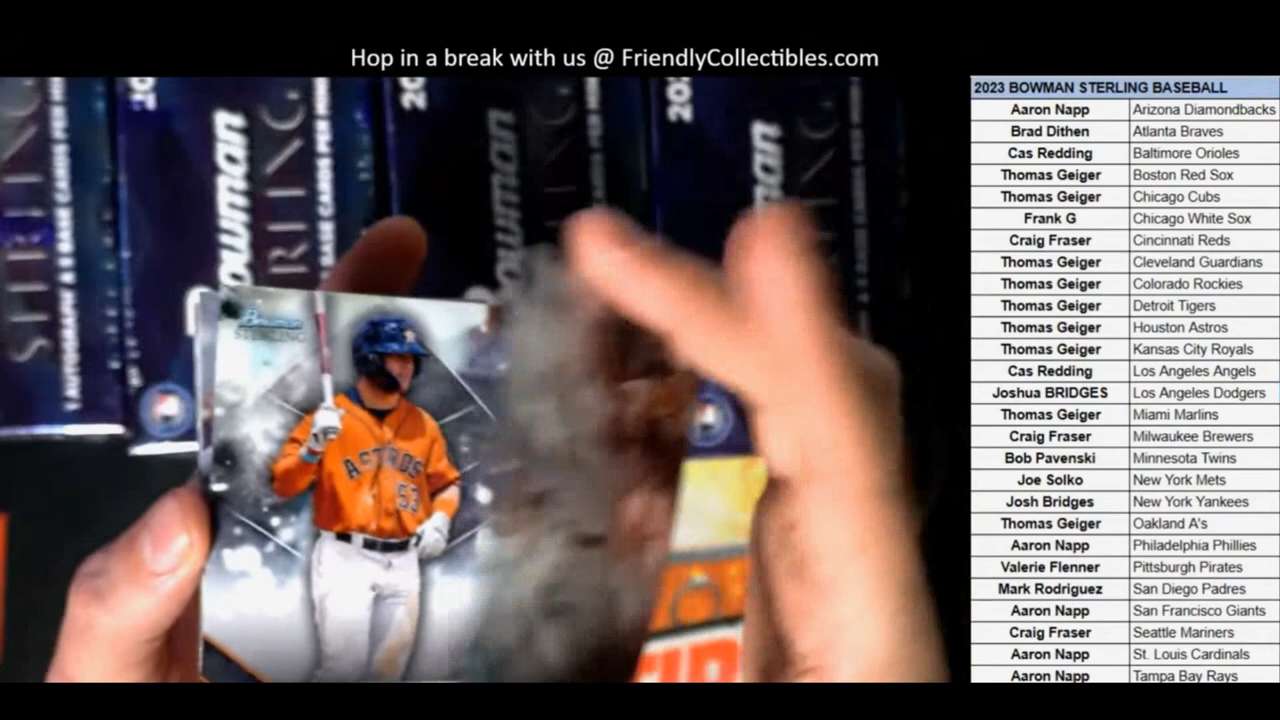 Hop in a break with us @ FriendlyCollectibles.com
2023 BOWMAN STERLING BASEBALL
Aaron Napp Arizona Diamondbacks
Brad Dithen Atlanta Braves
Cas Redding Baltimore Orioles
Thomas Geiger Boston Red Sox
Thomas Geiger Chicago Cubs
Frank G Chicago White Sox
Craig Fraser Cincinnati Reds
Thomas Geiger Cleveland Guardians
Thomas Geiger Colorado Rockies
Thomas Geiger Detroit Tigers
Thomas Geiger Houston Astros
Thomas Geiger Kansas City Royals
Cas Redding Los Angeles Angels
Joshua BRIDGES Los Angeles Dodgers
Thomas Geiger Miami Marlins
Craig Fraser Milwaukee Brewers
Bob Pavenski Minnesota Twins
Joe Solko New York Mets
Josh Bridges New York Yankees
Thomas Geiger Oakland A's
Aaron Napp Philadelphia Phillies
Valerie Flenner Pittsburgh Pirates
Mark Rodriguez San Diego Padres
Aaron Napp San Francisco Giants
Craig Fraser Seattle Mariners
Aaron Napp St. Louis Cardinals
Aaron Napp Tampa Bay Rays
Bowman
STERLING
ASTROS
53